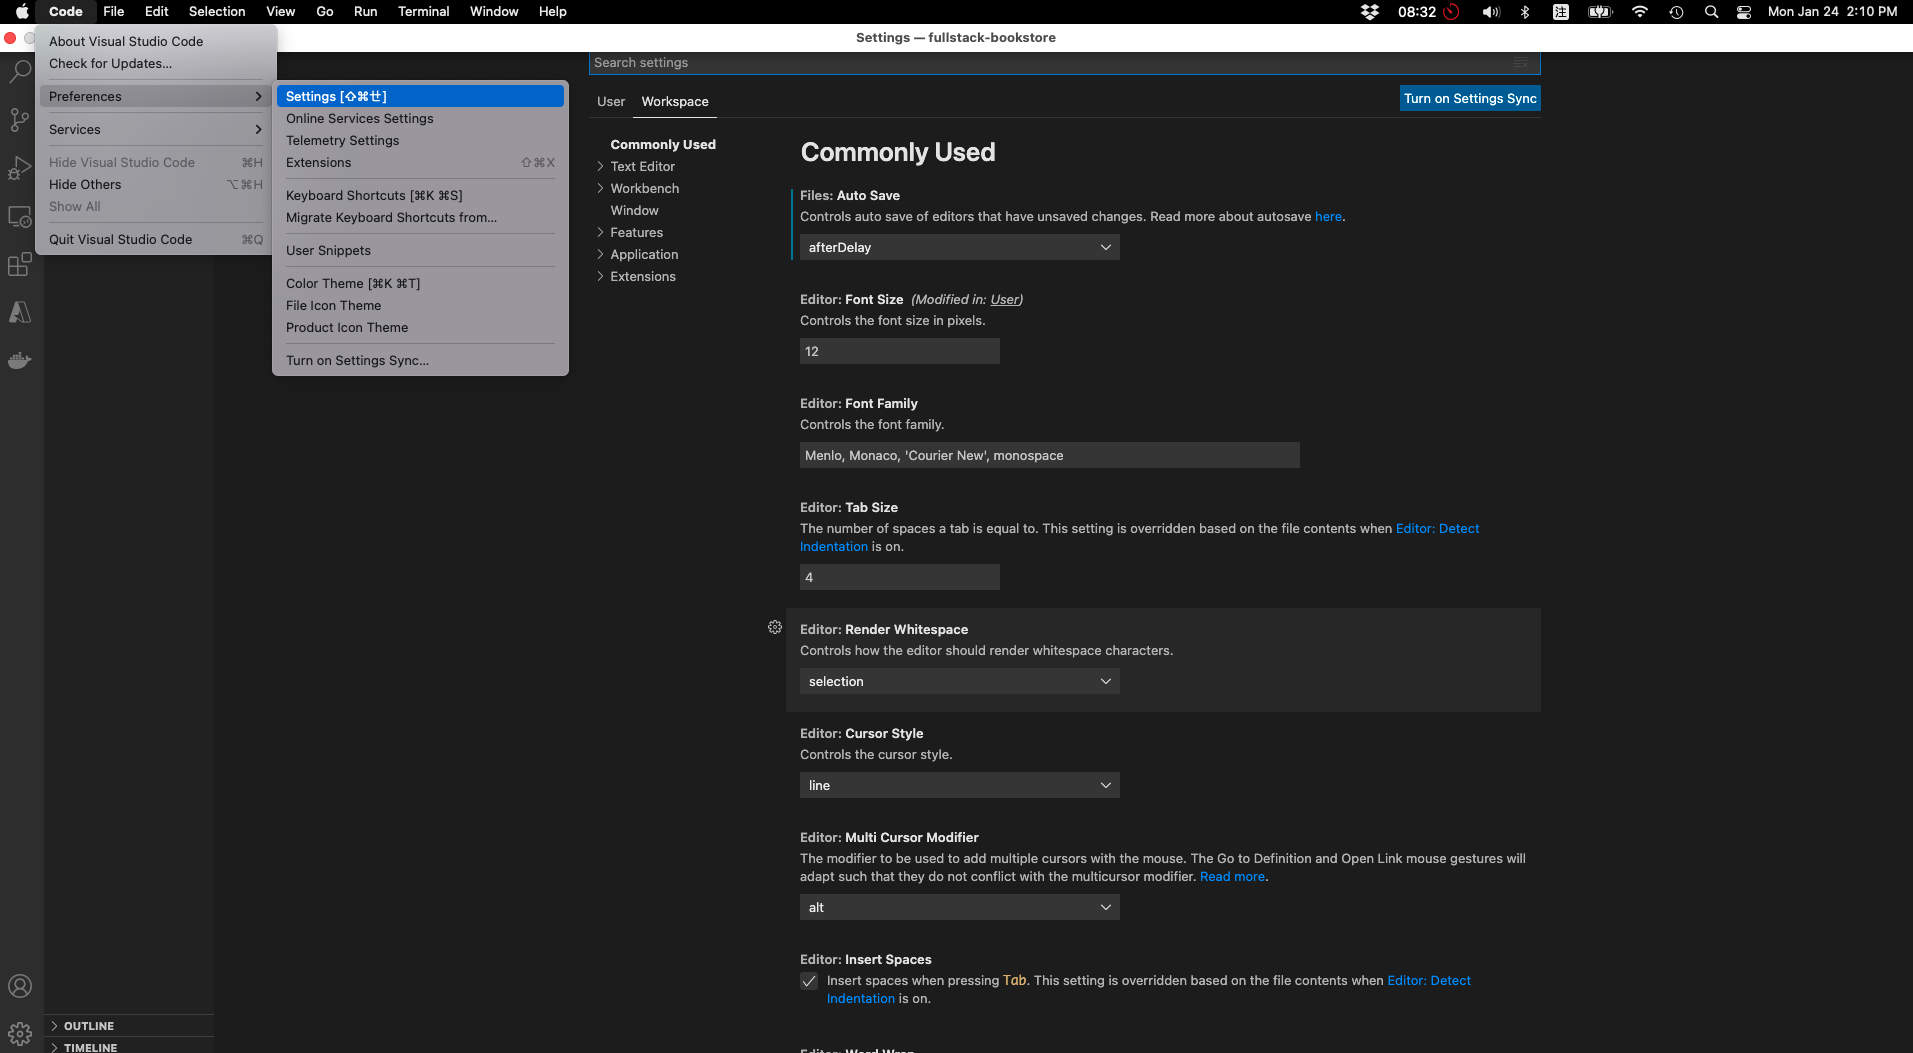 Code File Edit Selection View Go Run Terminal Window Help 08:32 注 Mon Jan 24 2:10 PM
Settings — fullstack-bookstore
About Visual Studio Code
Check for Updates...
Preferences
Services
Hide Visual Studio Code ⌘H
Hide Others ⌥⌘H
Show All
Quit Visual Studio Code ⌘Q
Settings [⇧⌘ㄝ]
Online Services Settings
Telemetry Settings
Extensions ⇧⌘X
Keyboard Shortcuts [⌘K ⌘S]
Migrate Keyboard Shortcuts from...
User Snippets
Color Theme [⌘K ⌘T]
File Icon Theme
Product Icon Theme
Turn on Settings Sync...
Search settings
User Workspace
Turn on Settings Sync
Commonly Used
Text Editor
Workbench
Window
Features
Application
Extensions
Commonly Used
Files: Auto Save
Controls auto save of editors that have unsaved changes. Read more about autosave here.
afterDelay
Editor: Font Size (Modified in: User)
Controls the font size in pixels.
12
Editor: Font Family
Controls the font family.
Menlo, Monaco, 'Courier New', monospace
Editor: Tab Size
The number of spaces a tab is equal to. This setting is overridden based on the file contents when Editor: Detect
Indentation is on.
4
Editor: Render Whitespace
Controls how the editor should render whitespace characters.
selection
Editor: Cursor Style
Controls the cursor style.
line
Editor: Multi Cursor Modifier
The modifier to be used to add multiple cursors with the mouse. The Go to Definition and Open Link mouse gestures will
adapt such that they do not conflict with the multicursor modifier. Read more.
alt
Editor: Insert Spaces
Insert spaces when pressing Tab. This setting is overridden based on the file contents when Editor: Detect
Indentation is on.
Editor: Word Wrap
OUTLINE
TIMELINE